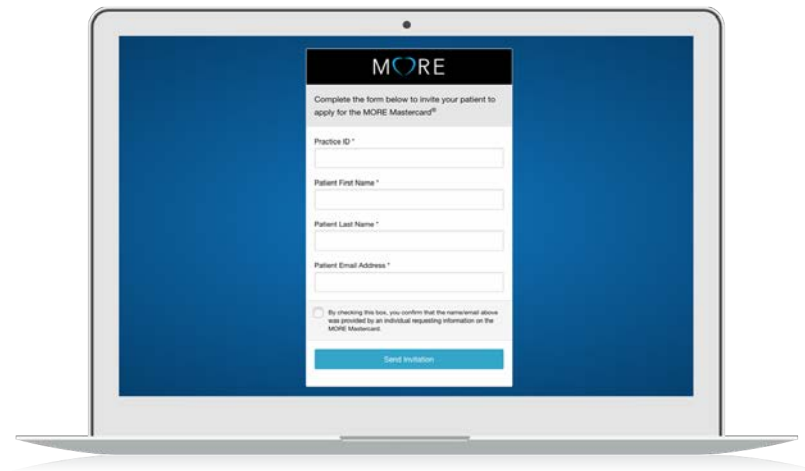 MORE
Complete the form below to invite your patient to
apply for the MORE Mastercard®
Practice ID *
Patient First Name *
Patient Last Name *
Patient Email Address *
By checking this box, you confirm that the name/email above
was provided by an individual requesting information on the
MORE Mastercard.
Send Invitation